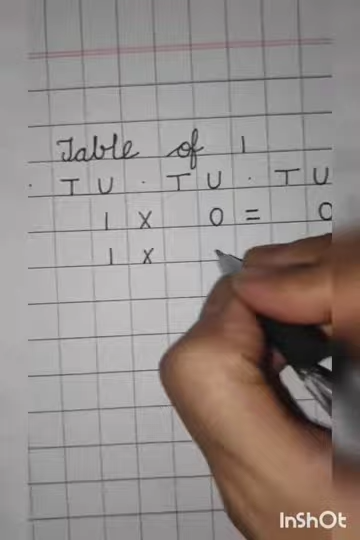 Table of 1
. T U . T U . T U
1 x 0 = 0
1 x
InShOt